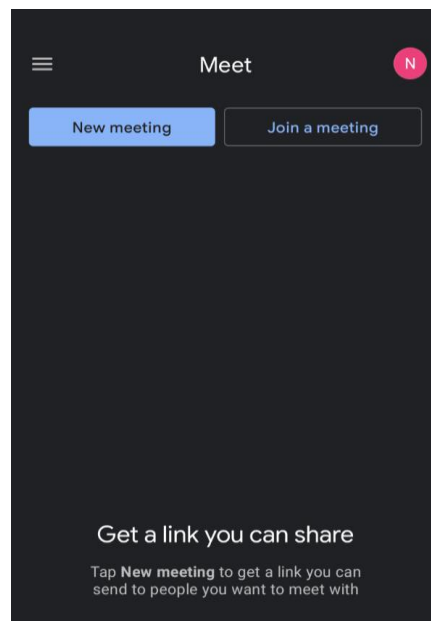 Meet
N
New meeting
Join a meeting
Get a link you can share
Tap New meeting to get a link you can
send to people you want to meet with